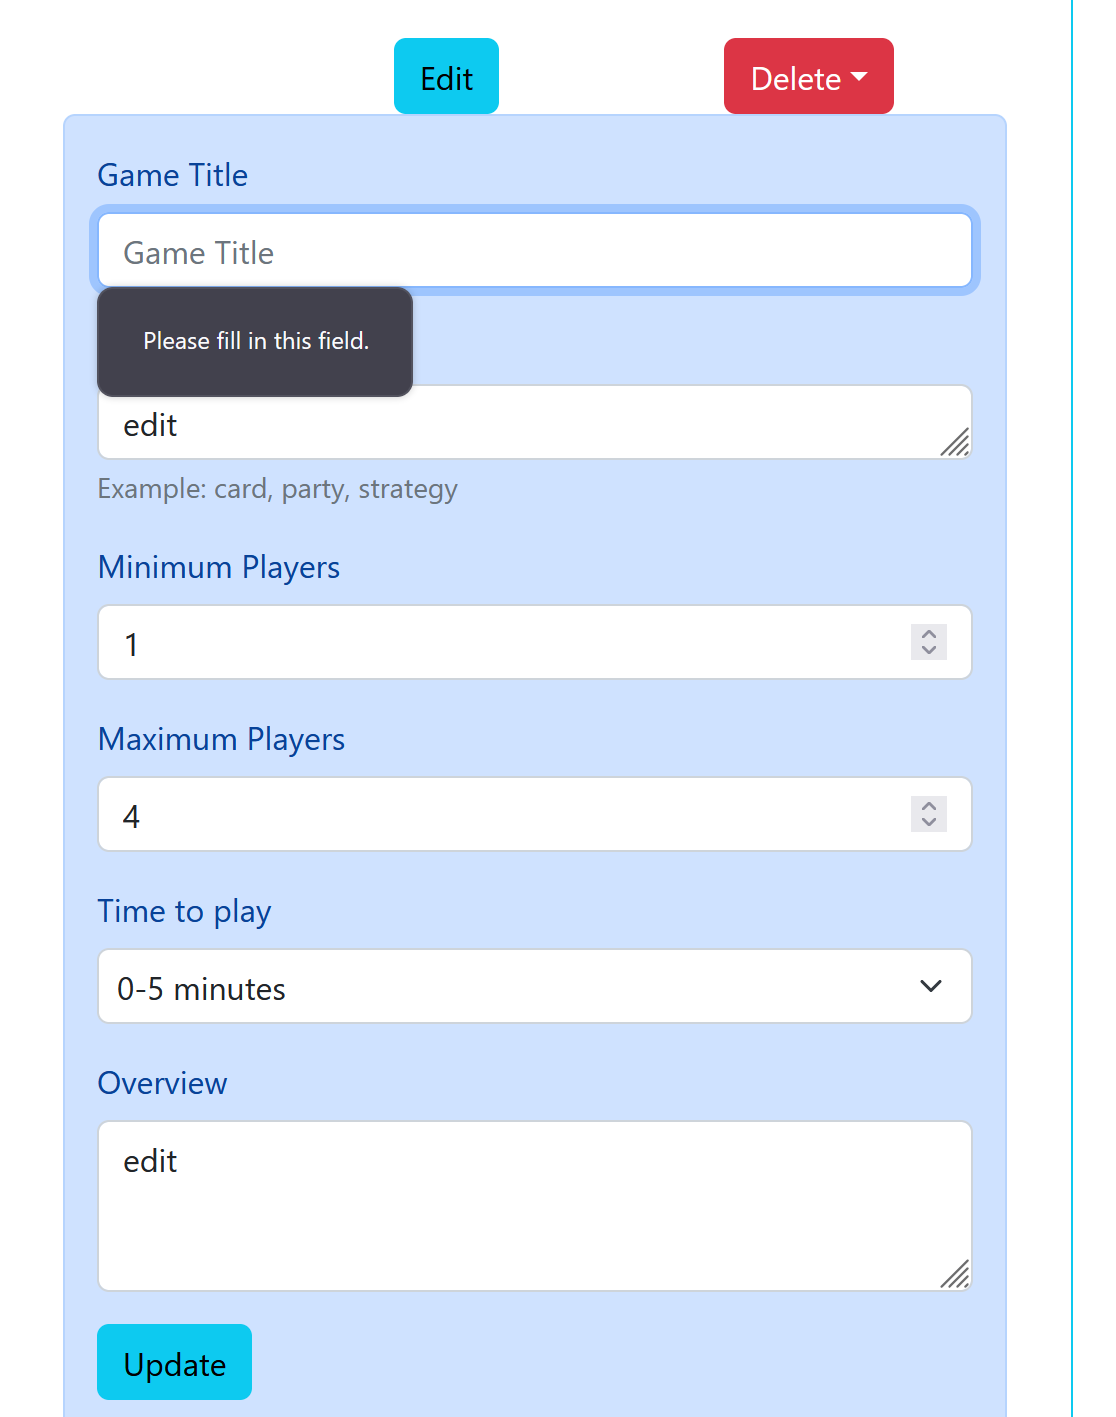 Edit
Delete
Game Title
Game Title
Please fill in this field.
edit
Example: card, party, strategy
Minimum Players
1
Maximum Players
4
Time to play
0-5 minutes
Overview
edit
Update